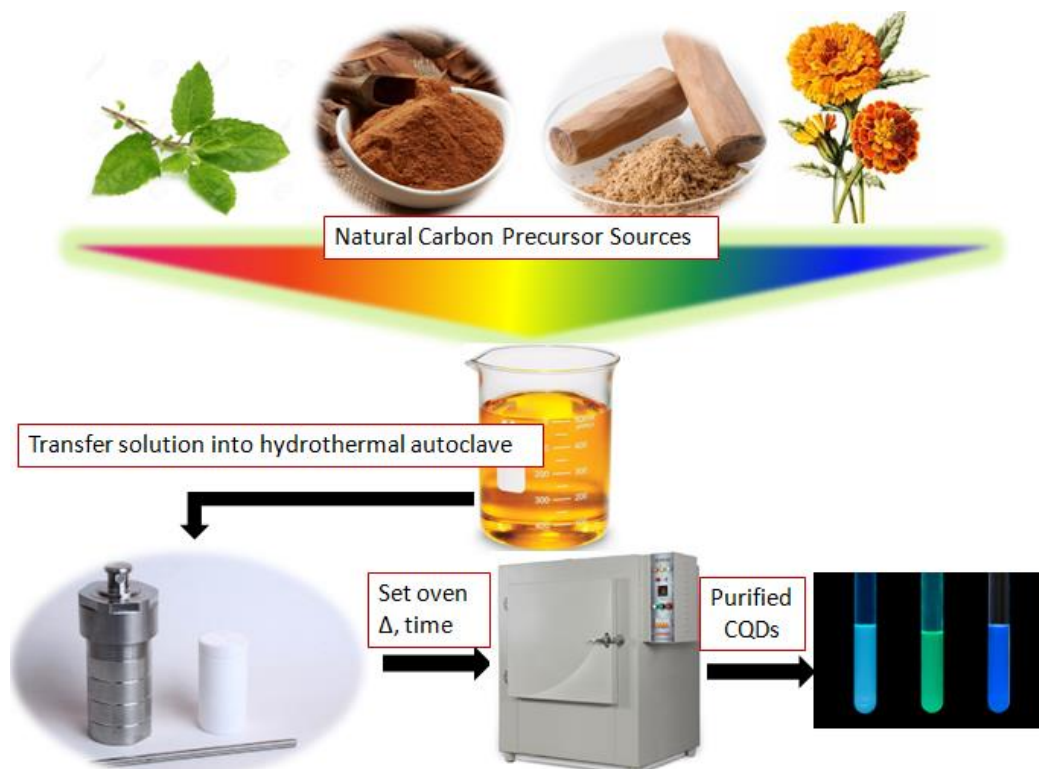 Natural Carbon Precursor Sources
Transfer solution into hydrothermal autoclave
Set oven
Δ, time
Purified
CQDs